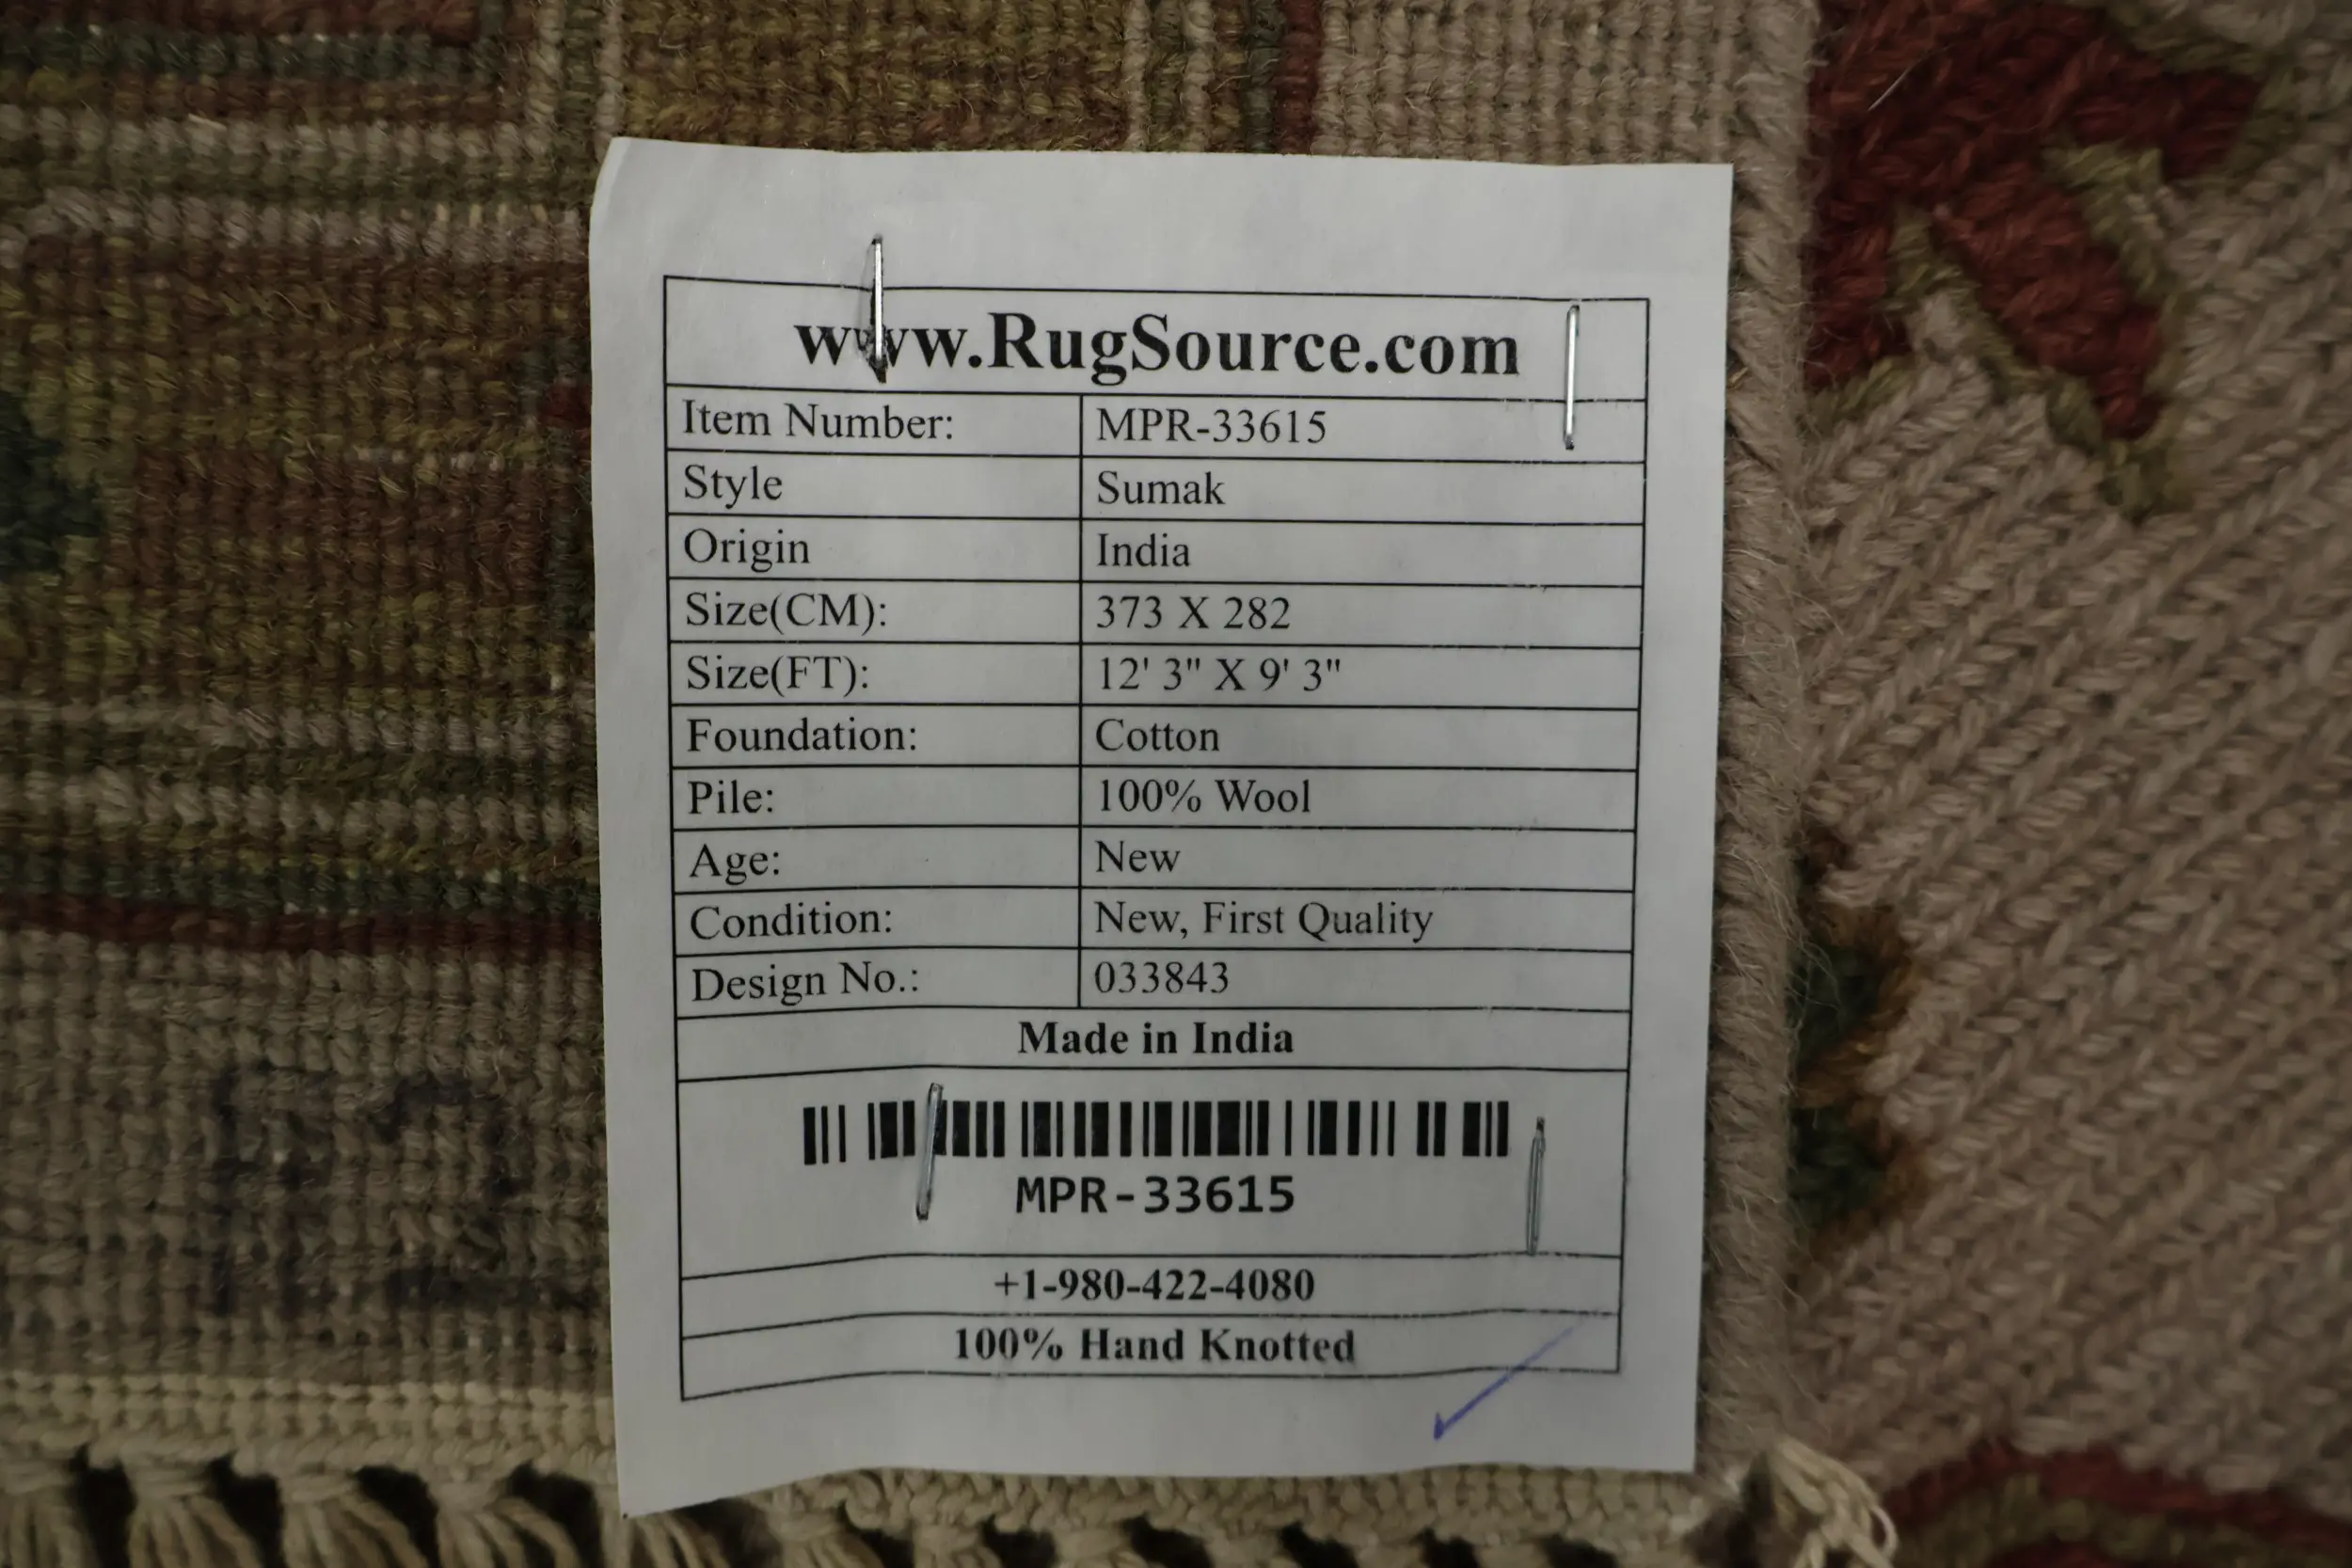 www.RugSource.com
Item Number: MPR-33615
Style Sumak
Origin India
Size(CM): 373 X 282
Size(FT): 12' 3" X 9' 3"
Foundation: Cotton
Pile: 100% Wool
Age: New
Condition: New, First Quality
Design No.: 033843
Made in India
MPR-33615
+1-980-422-4080
100% Hand Knotted